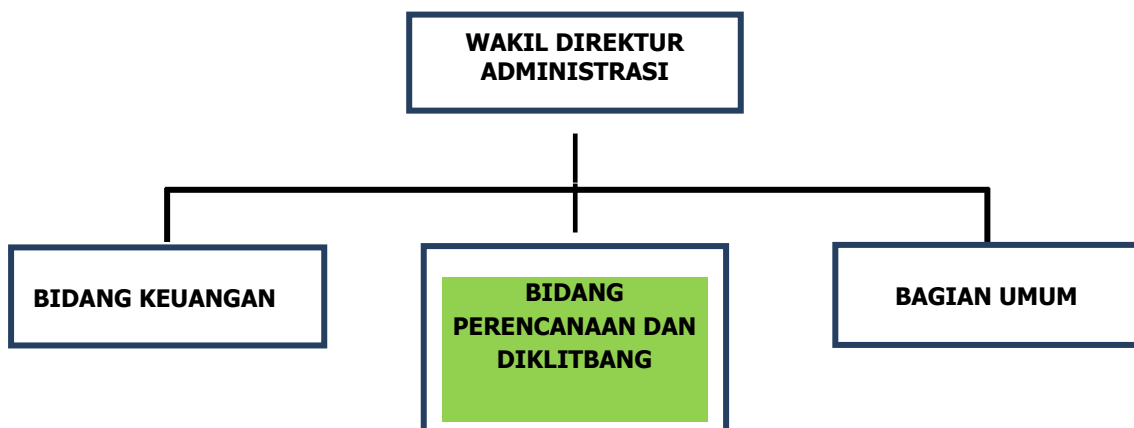 WAKIL DIREKTUR
ADMINISTRASI
BIDANG KEUANGAN
BIDANG
PERENCANAAN DAN
DIKLITBANG
BAGIAN UMUM